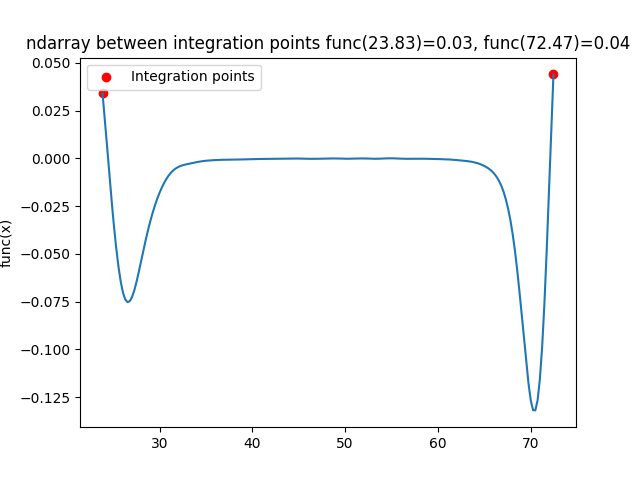 ndarray between integration points func(23.83)=0.03, func(72.47)=0.04
Integration points
func(x)
0.050
0.025
0.000
−0.025
−0.050
−0.075
−0.100
−0.125
30 40 50 60 70